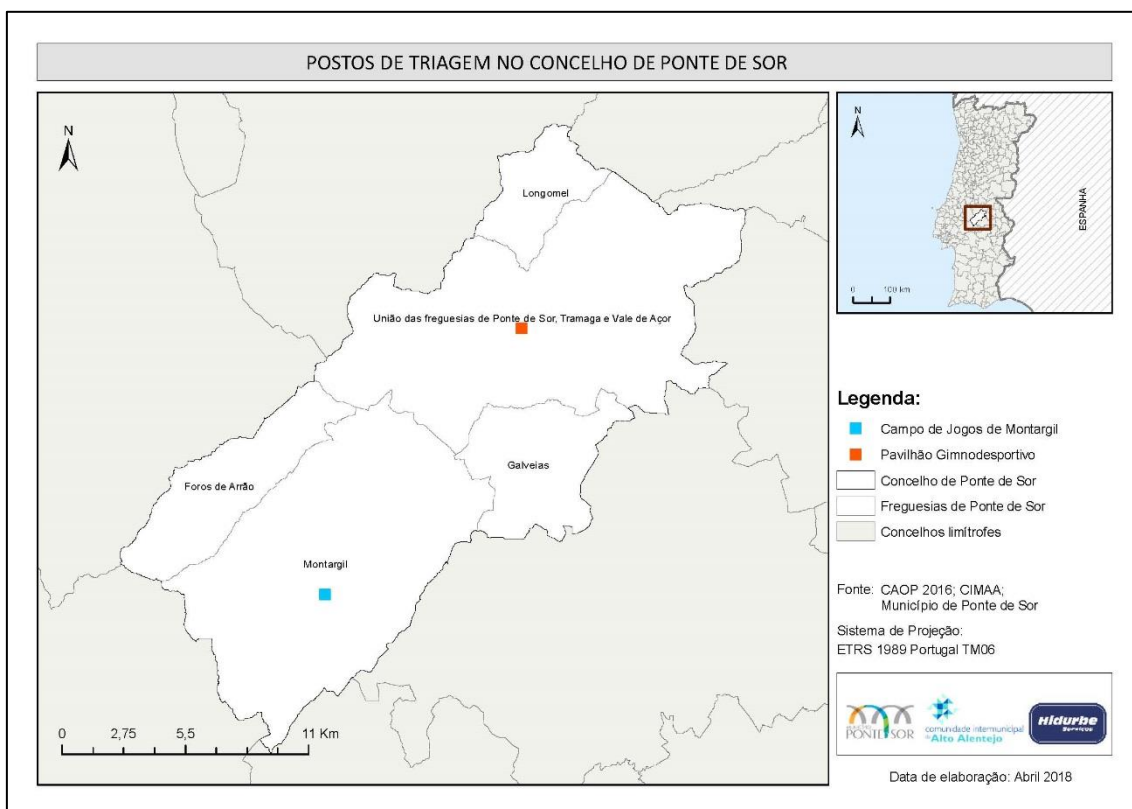 POSTOS DE TRIAGEM NO CONCELHO DE PONTE DE SOR
N
Longomel
União das freguesias de Ponte de Sor, Tramaga e Vale de Açor
Galveias
Foros de Arrão
Montargil
0 2,75 5,5 11 Km
N
ESPANHA
0 100 km
Legenda:
Campo de Jogos de Montargil
Pavilhão Gimnodesportivo
Concelho de Ponte de Sor
Freguesias de Ponte de Sor
Concelhos limítrofes
Fonte: CAOP 2016; CIMAA;
Município de Ponte de Sor
Sistema de Projeção:
ETRS 1989 Portugal TM06
MUNICÍPIO
PONTE SOR
comunidade intermunicipal
do Alto Alentejo
Hidurbe
Serviços
Data de elaboração: Abril 2018